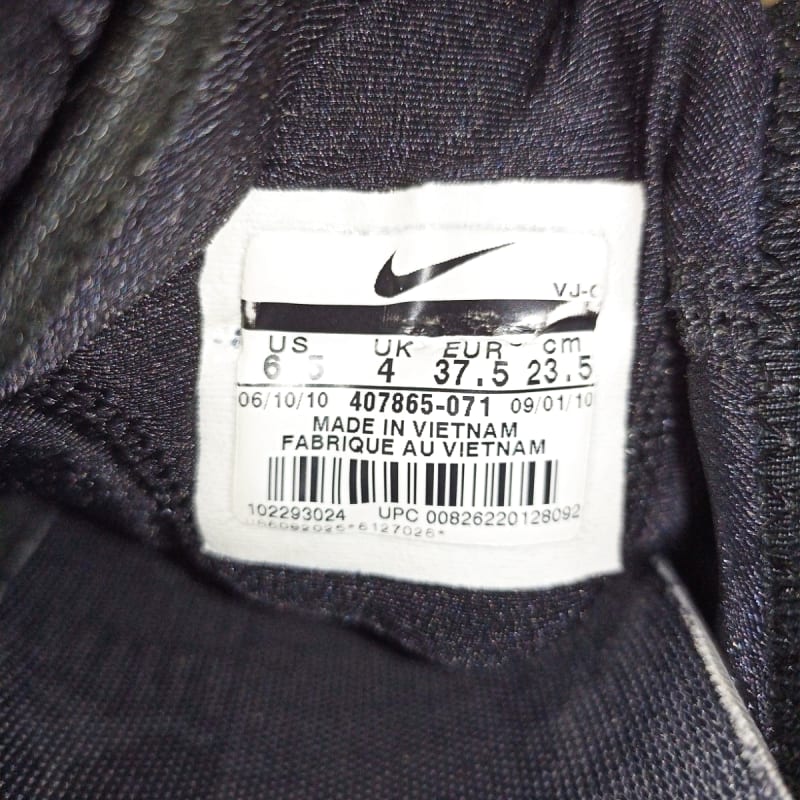 VJ-
US UK EUR cm
6 5 4 37.5 23.5
06/10/10 407865-071 09/01/10
MADE IN VIETNAM
FABRIQUE AU VIETNAM
102293024 UPC 00826220128092